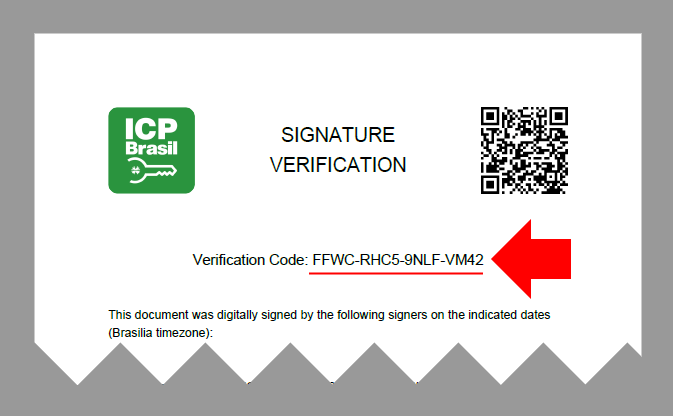 ICP
Brasil
SIGNATURE
VERIFICATION
Verification Code: FFWC-RHC5-9NLF-VM42
This document was digitally signed by the following signers on the indicated dates
(Brasilia timezone):